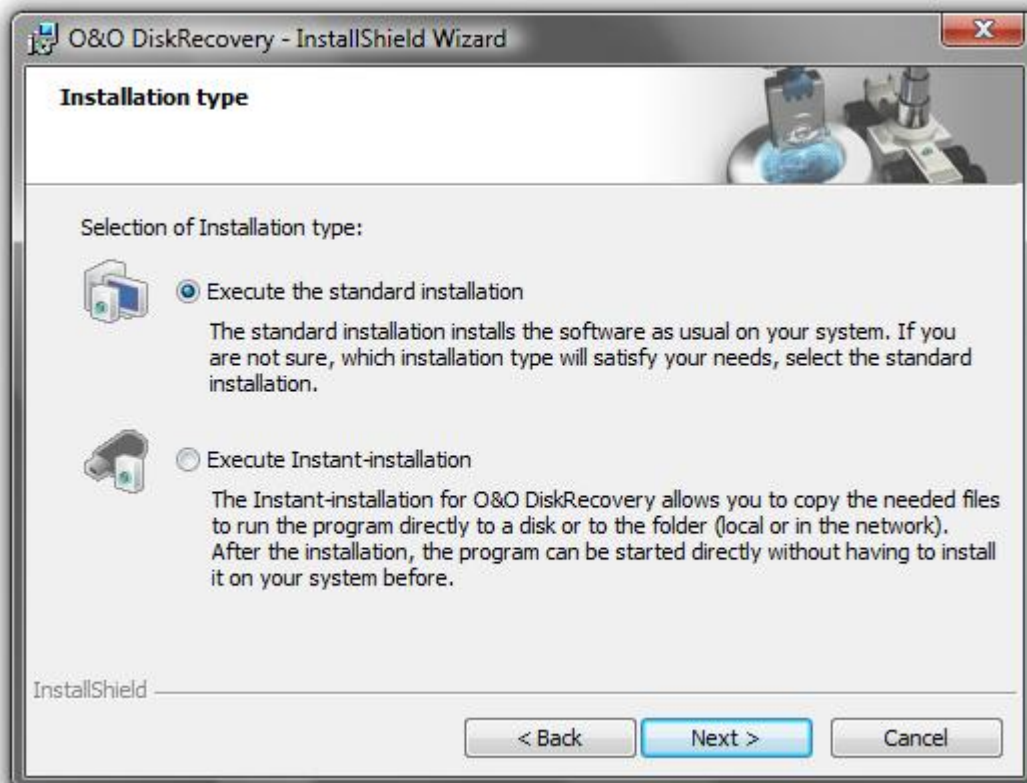 O&O DiskRecovery - InstallShield Wizard
Installation type
Selection of Installation type:
Execute the standard installation
The standard installation installs the software as usual on your system. If you
are not sure, which installation type will satisfy your needs, select the standard
installation.
Execute Instant-installation
The Instant-installation for O&O DiskRecovery allows you to copy the needed files
to run the program directly to a disk or to the folder (local or in the network).
After the installation, the program can be started directly without having to install
it on your system before.
InstallShield
< Back Next > Cancel